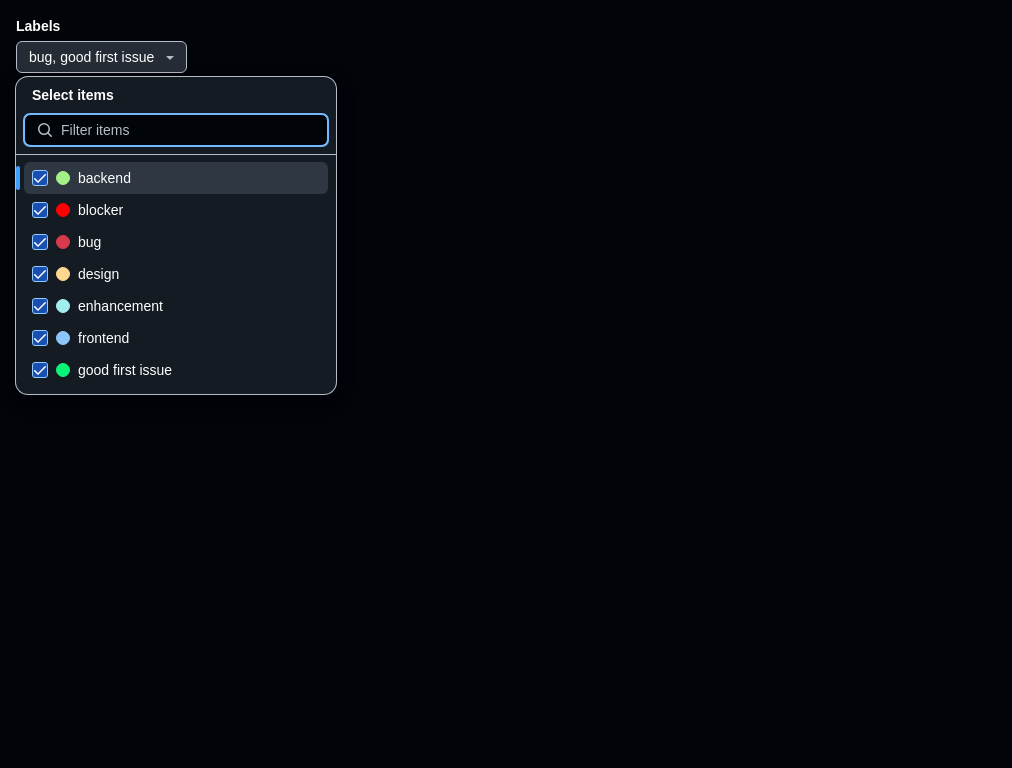 Labels
bug, good first issue
Select items
Filter items
backend
blocker
bug
design
enhancement
frontend
good first issue